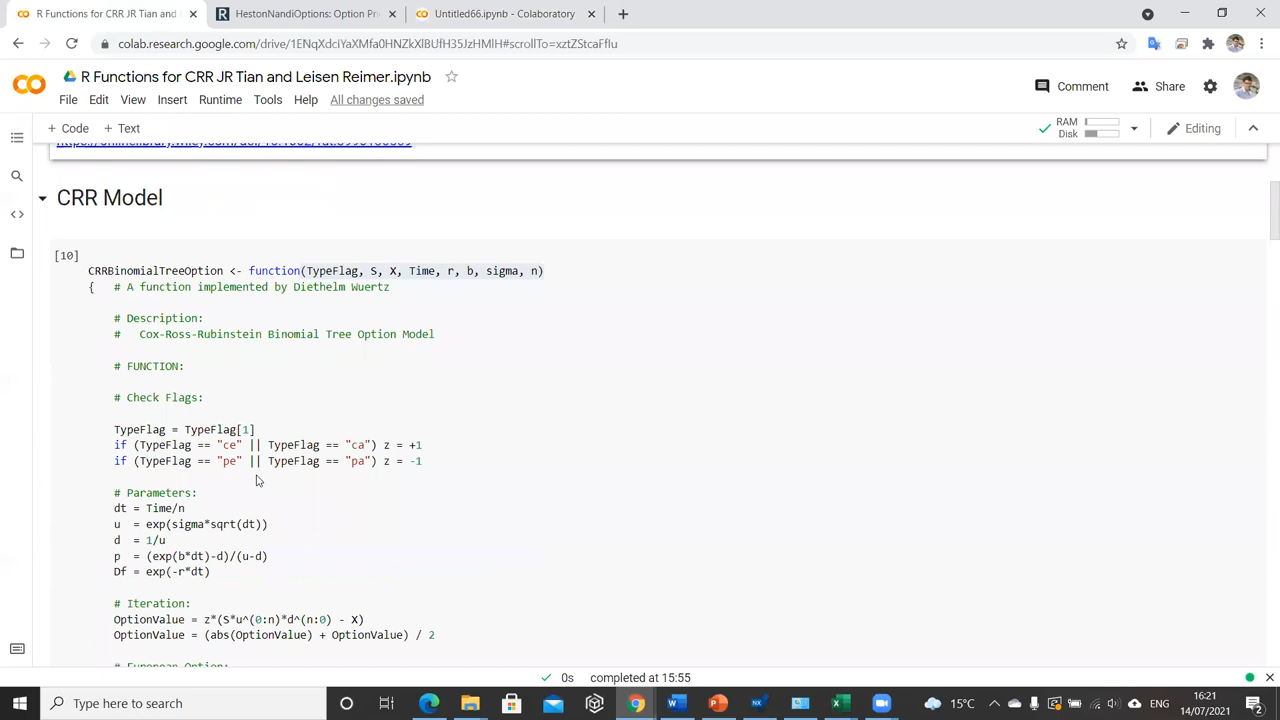 R Functions for CRR JR Tian and L
HestonNandiOptions: Option Pri
Untitled66.ipynb - Colaboratory
colab.research.google.com/drive/1ENqXdciYaXMfa0HNZkXlBUfH35JzHMlH#scrollTo=xztZStcaFflu
R Functions for CRR JR Tian and Leisen Reimer.ipynb
Comment
Share
File Edit View Insert Runtime Tools Help All changes saved
+ Code + Text
RAM
Disk
Editing
CRR Model
[10]
CRRBinomialTreeOption <- function(TypeFlag, S, X, Time, r, b, sigma, n)
{ # A function implemented by Diethelm Wuertz
# Description:
# Cox-Ross-Rubinstein Binomial Tree Option Model
# FUNCTION:
# Check Flags:
TypeFlag = TypeFlag[1]
if (TypeFlag == "ce" || TypeFlag == "ca") z = +1
if (TypeFlag == "pe" || TypeFlag == "pa") z = -1
# Parameters:
dt = Time/n
u = exp(sigma*sqrt(dt))
d = 1/u
p = (exp(b*dt)-d)/(u-d)
Df = exp(-r*dt)
# Iteration:
OptionValue = z*(S*u^(0:n)*d^(n:0) - X)
OptionValue = (abs(OptionValue) + OptionValue) / 2
# European Option:
0s completed at 15:55
Type here to search
15°C
ENG
16:21
14/07/2021
2